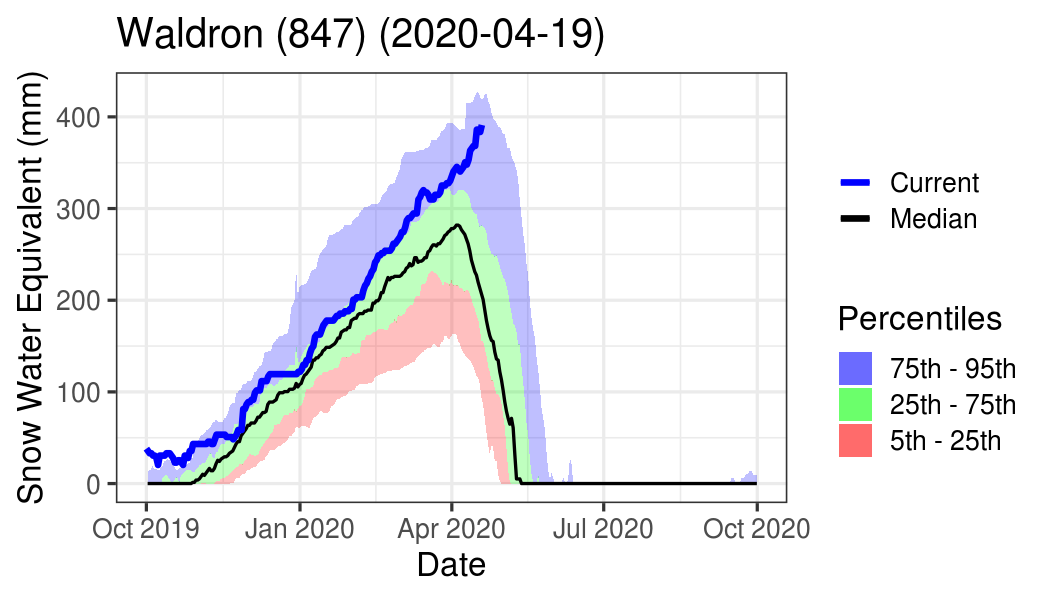 Waldron (847) (2020-04-19)
Snow Water Equivalent (mm)
400
300
200
100
0
Oct 2019
Jan 2020
Apr 2020
Jul 2020
Oct 2020
Date
Current
Median
Percentiles
75th - 95th
25th - 75th
5th - 25th